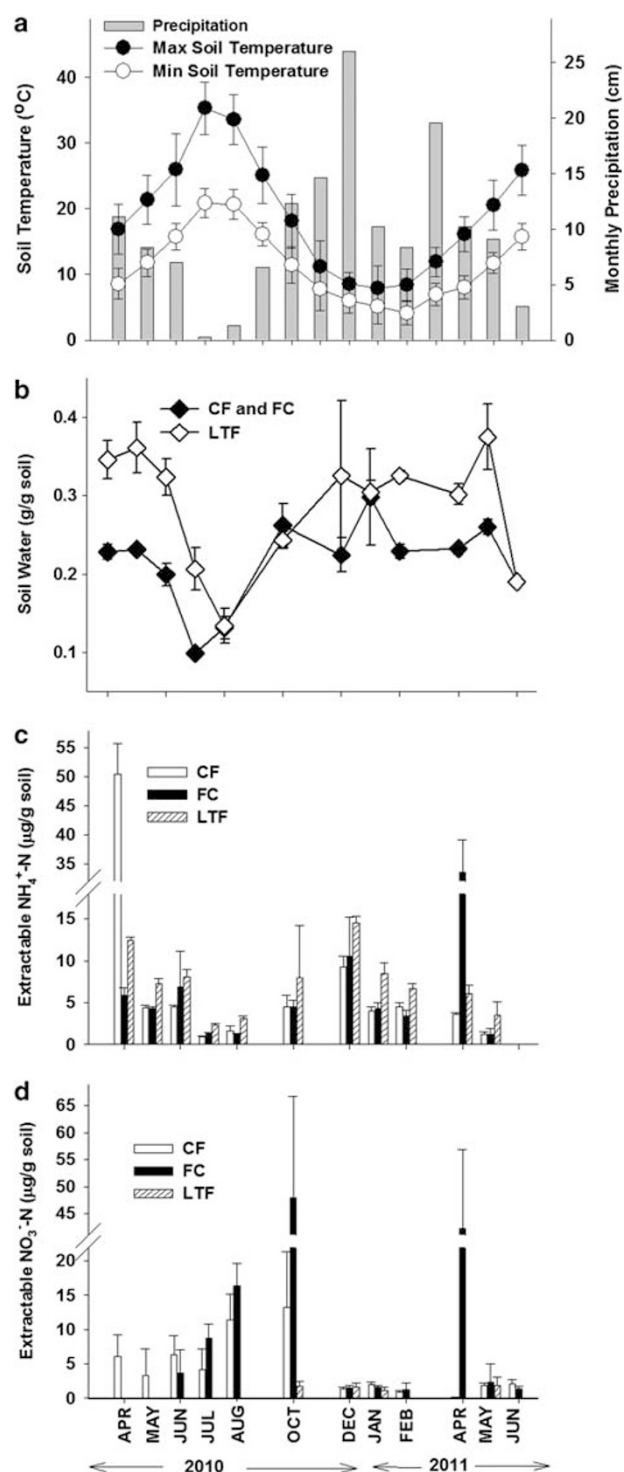 a
Precipitation
Max Soil Temperature
Min Soil Temperature
Soil Temperature (⁰C)
40
30
20
10
0
Monthly Precipitation (cm)
25
20
15
10
5
0
b
CF and FC
LTF
Soil Water (g/g soil)
0.4
0.3
0.2
0.1
c
CF
FC
LTF
Extractable NH₄⁺-N (µg/g soil)
55
50
45
40
35
15
10
5
0
d
CF
FC
LTF
Extractable NO₃⁻-N (µg/g soil)
65
60
55
50
45
20
15
10
5
0
APR MAY JUN JUL AUG OCT DEC JAN FEB APR MAY JUN
2010 2011